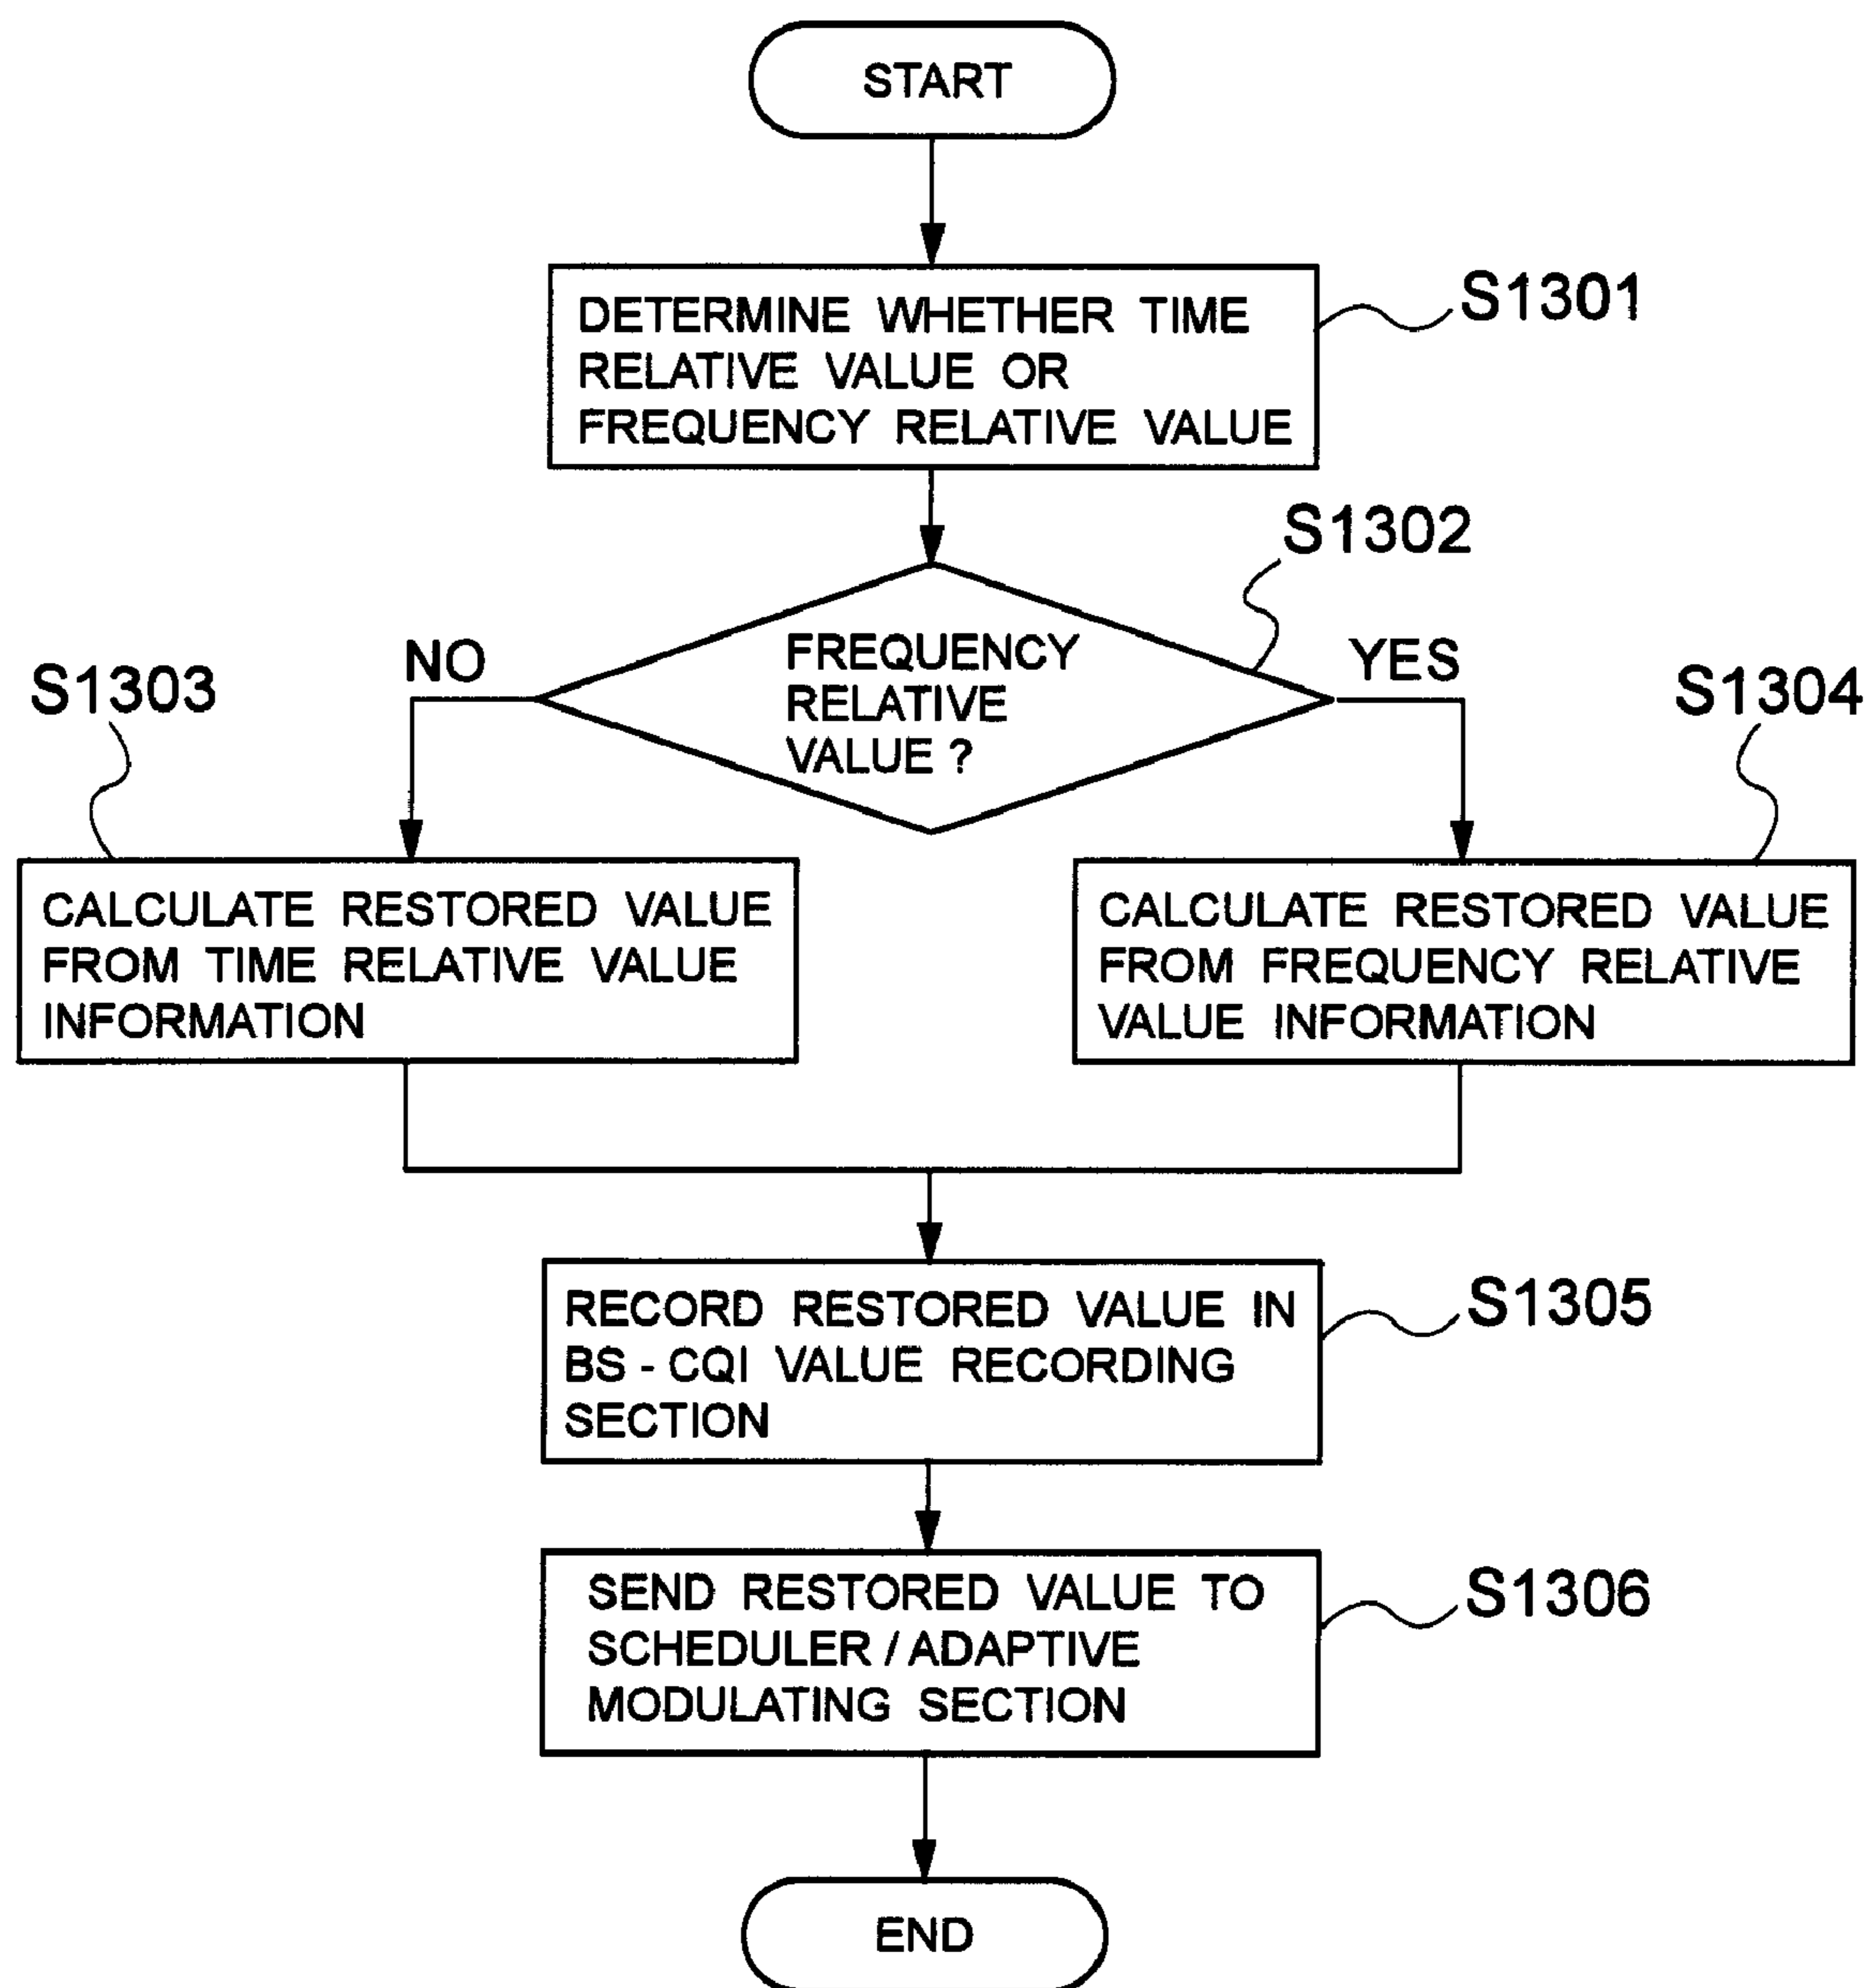 START
DETERMINE WHETHER TIME
RELATIVE VALUE OR
FREQUENCY RELATIVE VALUE
S1301
S1302
FREQUENCY
RELATIVE
VALUE ?
NO
YES
S1303
S1304
CALCULATE RESTORED VALUE
FROM TIME RELATIVE VALUE
INFORMATION
CALCULATE RESTORED VALUE
FROM FREQUENCY RELATIVE
VALUE INFORMATION
RECORD RESTORED VALUE IN
BS - CQI VALUE RECORDING
SECTION
S1305
SEND RESTORED VALUE TO
SCHEDULER / ADAPTIVE
MODULATING SECTION
S1306
END